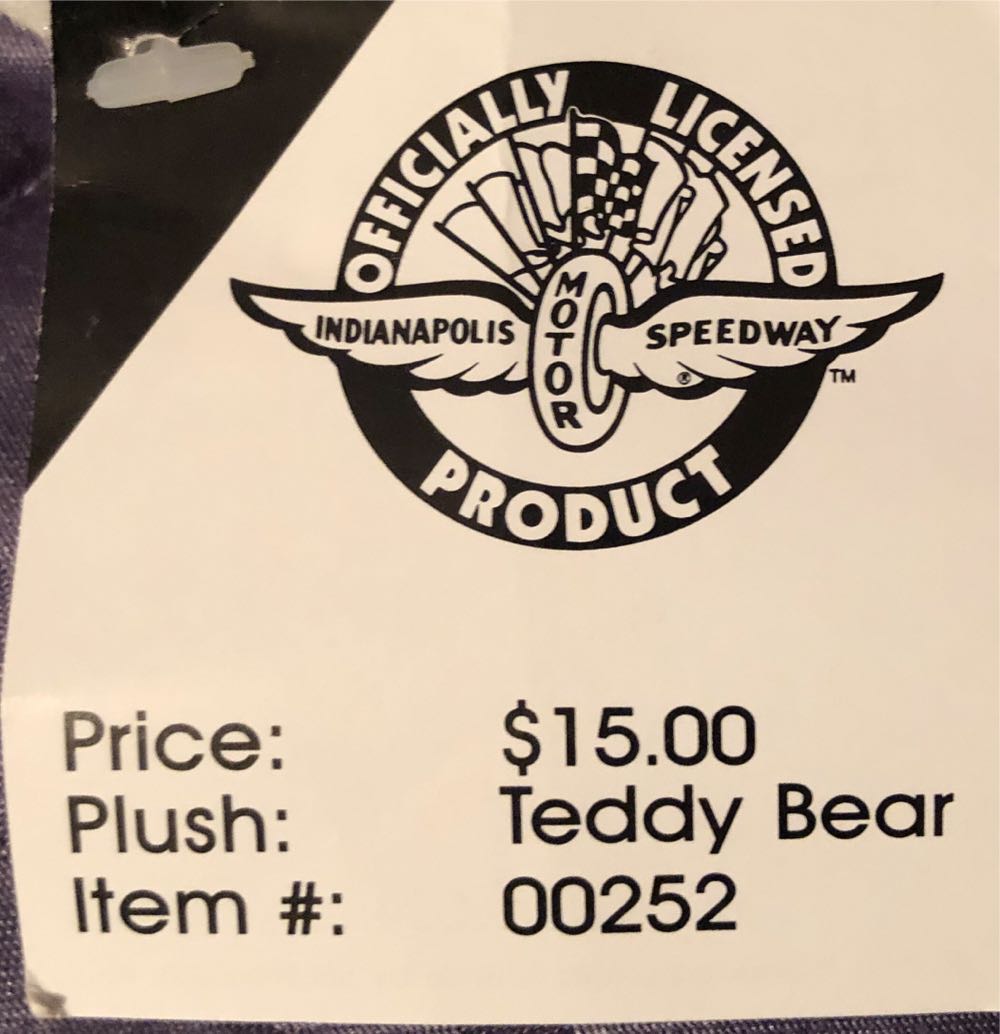 OFFICIALLY LICENSED
INDIANAPOLIS MOTOR SPEEDWAY
® TM
PRODUCT
Price: $15.00
Plush: Teddy Bear
Item #: 00252